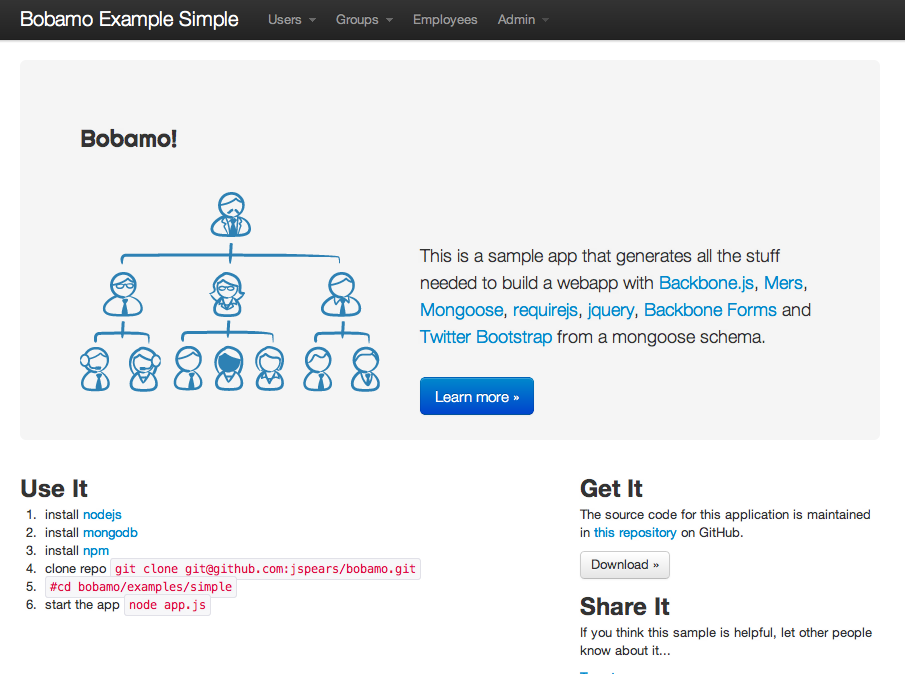 Bobamo Example Simple Users Groups Employees Admin
Bobamo!
This is a sample app that generates all the stuff
needed to build a webapp with Backbone.js, Mers,
Mongoose, requirejs, jquery, Backbone Forms and
Twitter Bootstrap from a mongoose schema.
Learn more »
Use It
1. install nodejs
2. install mongodb
3. install npm
4. clone repo git clone git@github.com:jspears/bobamo.git
5. #cd bobamo/examples/simple
6. start the app node app.js
Get It
The source code for this application is maintained
in this repository on GitHub.
Download »
Share It
If you think this sample is helpful, let other people
know about it...